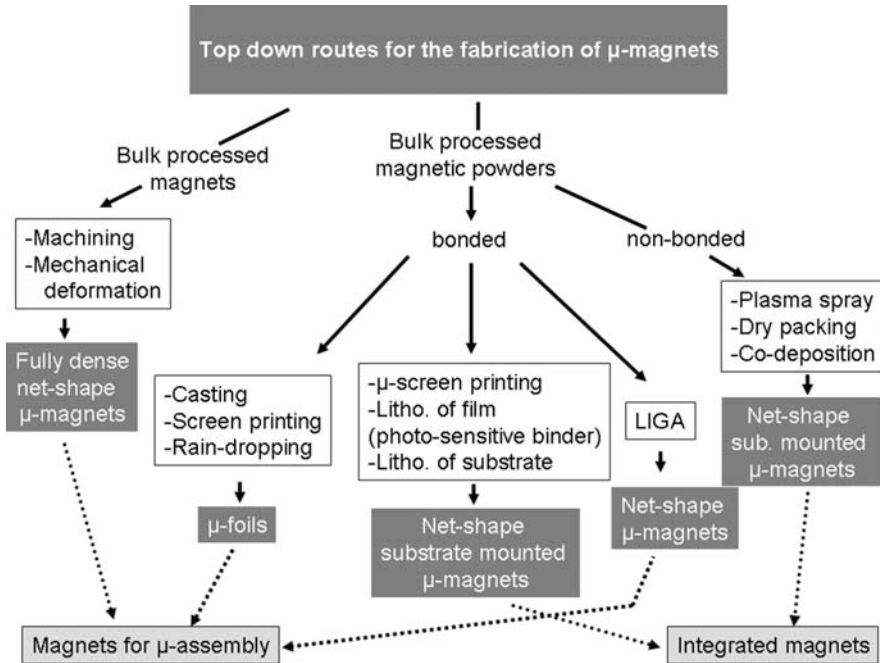 Top down routes for the fabrication of μ-magnets
Bulk processed
magnets
Bulk processed
magnetic powders
bonded
non-bonded
-Machining
-Mechanical
deformation
-Plasma spray
-Dry packing
-Co-deposition
Fully dense
net-shape
μ-magnets
-Casting
-Screen printing
-Rain-dropping
-μ-screen printing
-Litho. of film
(photo-sensitive binder)
-Litho. of substrate
LIGA
Net-shape
sub. mounted
μ-magnets
μ-foils
Net-shape
substrate mounted
μ-magnets
Net-shape
μ-magnets
Magnets for μ-assembly
Integrated magnets